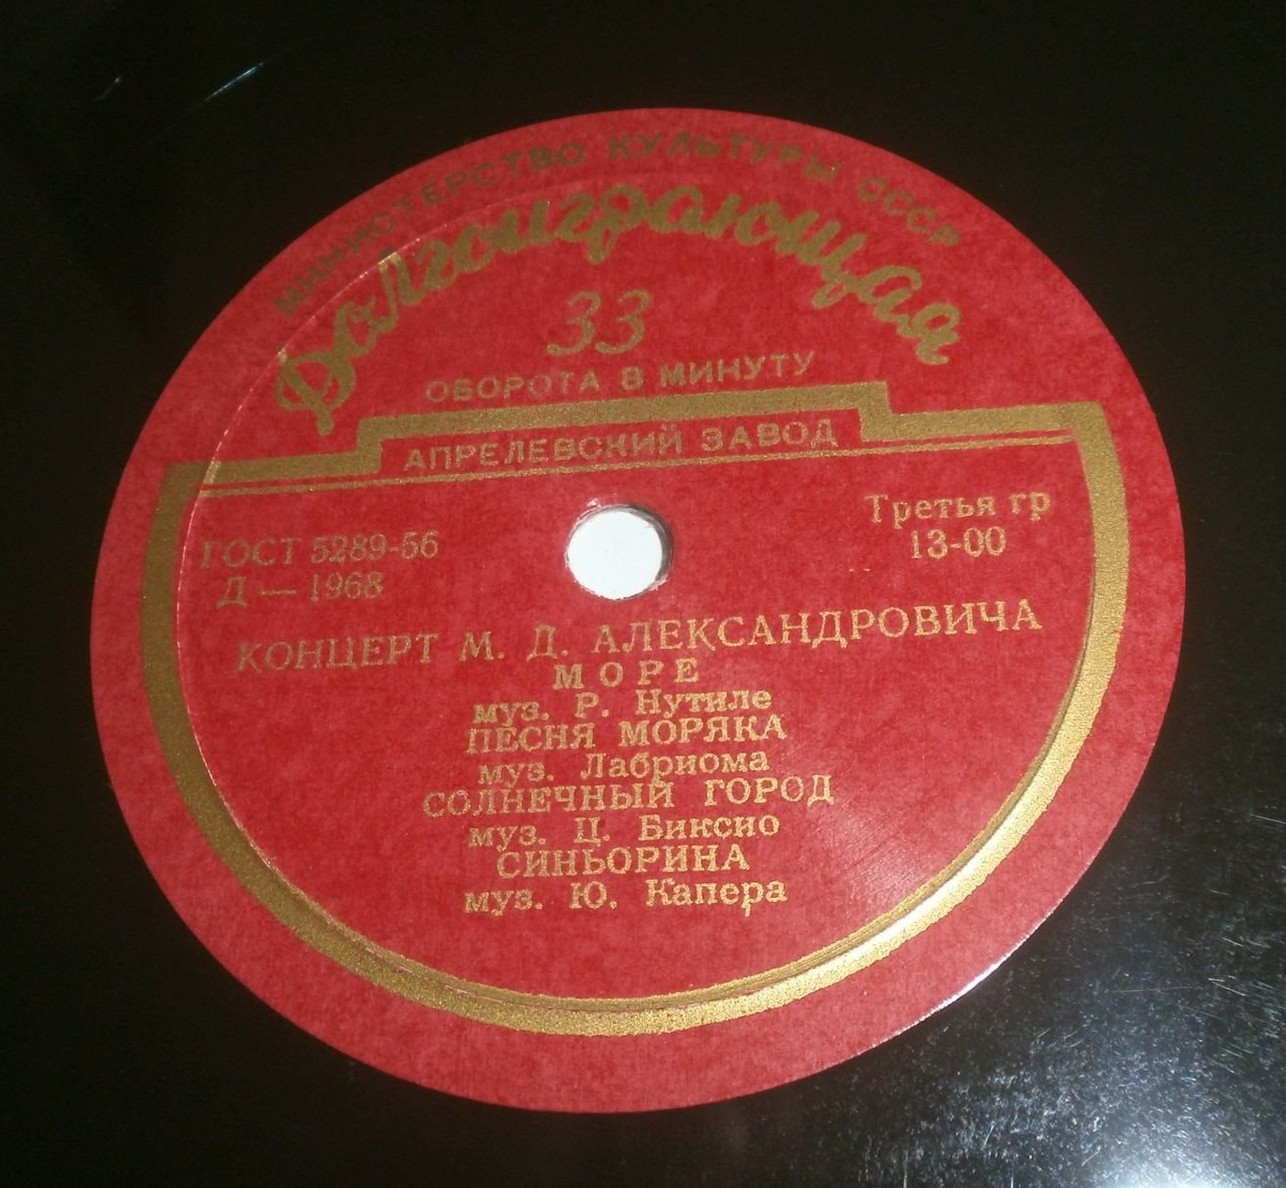 МИНИСТЕРСТВО КУЛЬТУРЫ СССР
Долгоиграющая
33
ОБОРОТА В МИНУТУ
АПРЕЛЕВСКИЙ ЗАВОД
ГОСТ 5289-56
Д — 1968
Третья гр
13-00
КОНЦЕРТ М. Д. АЛЕКСАНДРОВИЧА
МОРЕ
муз. Р. Нутиле
ПЕСНЯ МОРЯКА
муз. Лабриома
СОЛНЕЧНЫЙ ГОРОД
муз. Ц. Биксио
СИНЬОРИНА
муз. Ю. Капера